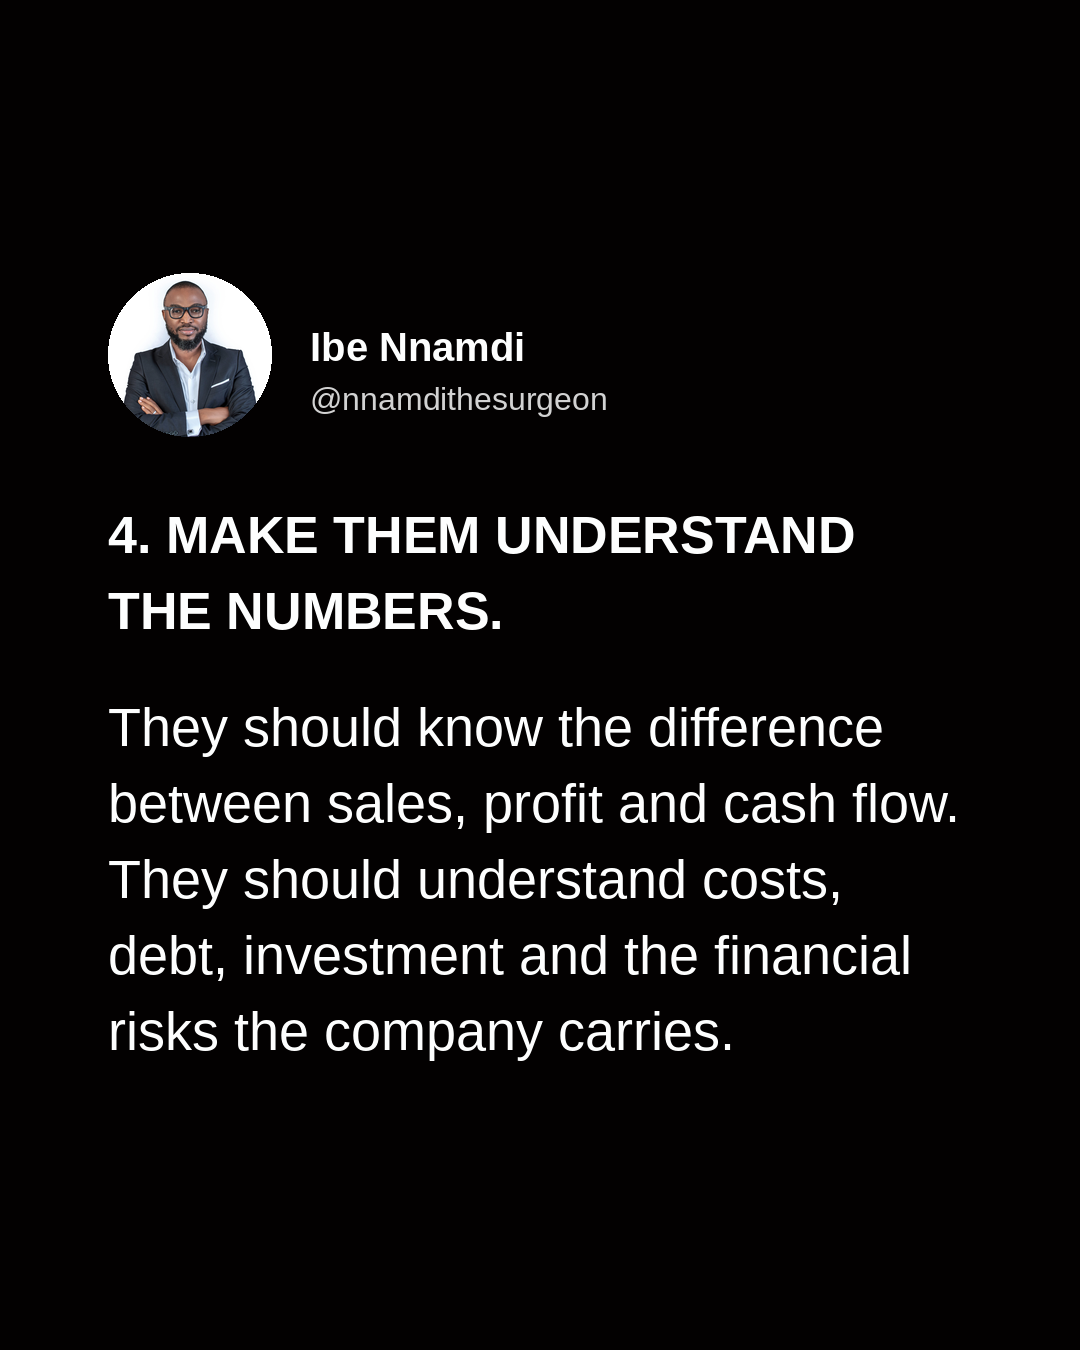 Ibe Nnamdi
@nnamdithesurgeon
4. MAKE THEM UNDERSTAND
THE NUMBERS.
They should know the difference
between sales, profit and cash flow.
They should understand costs,
debt, investment and the financial
risks the company carries.